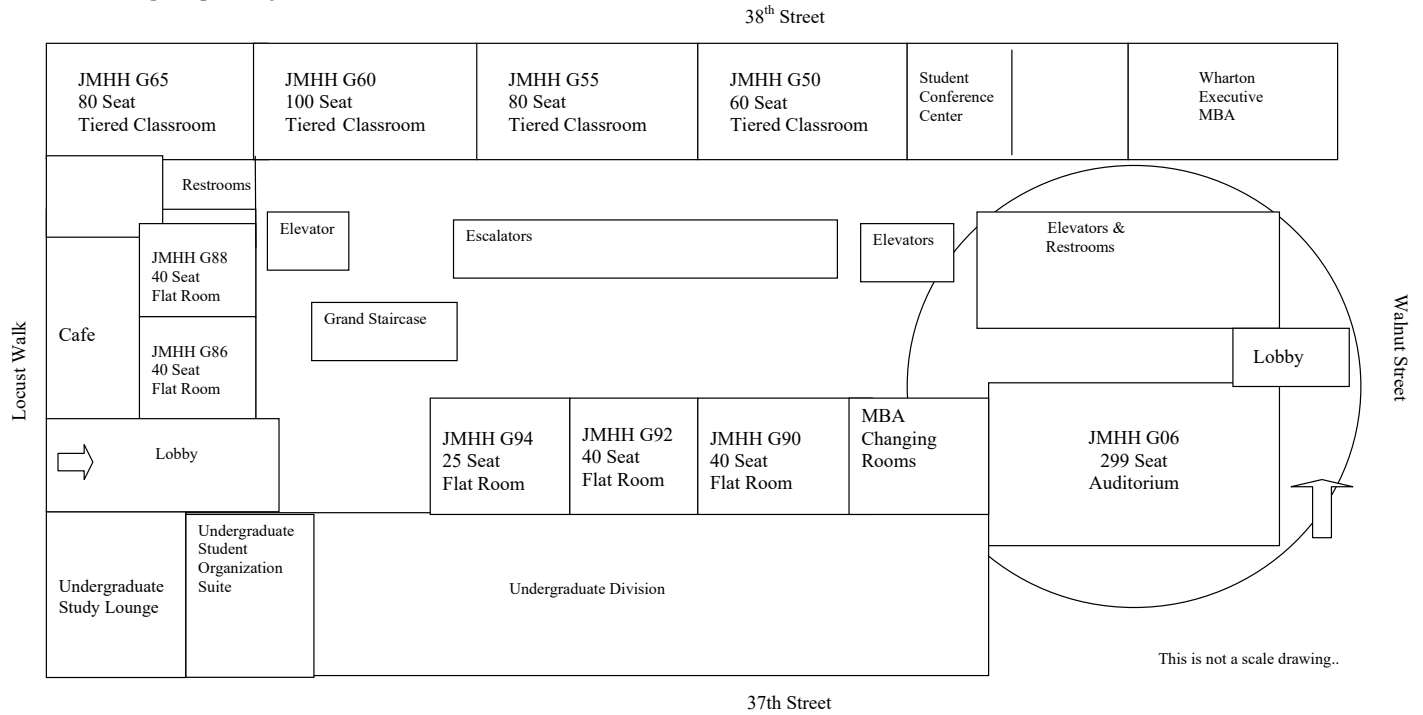 38th Street
JMHH G65
80 Seat
Tiered Classroom
JMHH G60
100 Seat
Tiered Classroom
JMHH G55
80 Seat
Tiered Classroom
JMHH G50
60 Seat
Tiered Classroom
Student
Conference
Center
Wharton
Executive
MBA
Restrooms
Elevator
Escalators
Elevators
Elevators &
Restrooms
JMHH G88
40 Seat
Flat Room
Grand Staircase
Cafe
JMHH G86
40 Seat
Flat Room
Locust Walk
Walnut Street
Lobby
Lobby
JMHH G94
25 Seat
Flat Room
JMHH G92
40 Seat
Flat Room
JMHH G90
40 Seat
Flat Room
MBA
Changing
Rooms
JMHH G06
299 Seat
Auditorium
Undergraduate
Study Lounge
Undergraduate
Student
Organization
Suite
Undergraduate Division
This is not a scale drawing..
37th Street